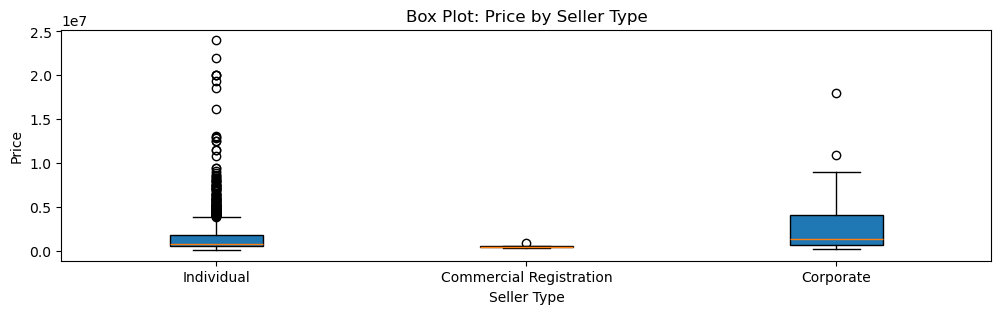 Box Plot: Price by Seller Type
1e7
2.5
2.0
1.5
1.0
0.5
0.0
Price
Individual
Commercial Registration
Corporate
Seller Type